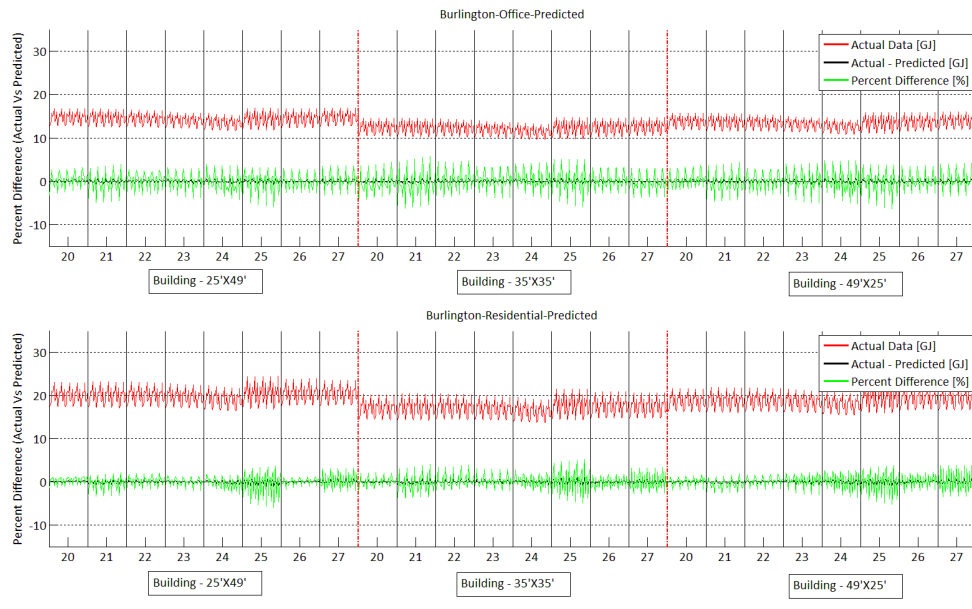 Burlington-Office-Predicted
Percent Difference (Actual Vs Predicted)
30
20
10
0
-10
Actual Data [GJ]
Actual - Predicted [GJ]
Percent Difference [%]
20 21 22 23 24 25 26 27 20 21 22 23 24 25 26 27 20 21 22 23 24 25 26 27
Building - 25'X49' Building - 35'X35' Building - 49'X25'
Burlington-Residential-Predicted
Percent Difference (Actual Vs Predicted)
30
20
10
0
-10
Actual Data [GJ]
Actual - Predicted [GJ]
Percent Difference [%]
20 21 22 23 24 25 26 27 20 21 22 23 24 25 26 27 20 21 22 23 24 25 26 27
Building - 25'X49' Building - 35'X35' Building - 49'X25'